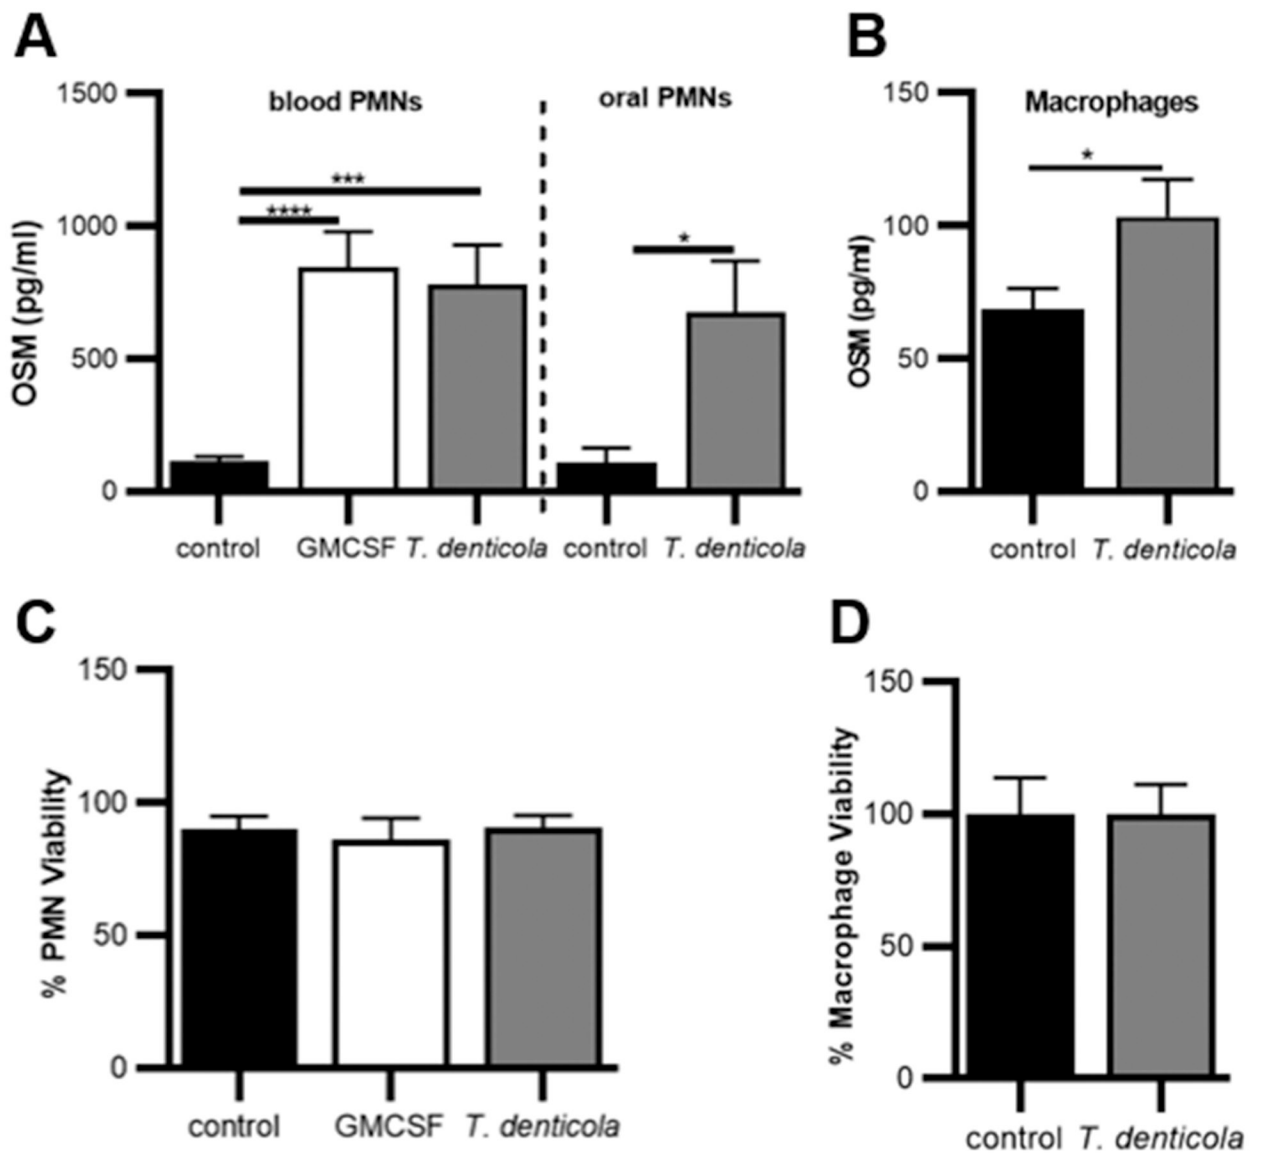 A
B
1500
1000
500
0
OSM (pg/ml)
blood PMNs
oral PMNs
***
****
*
control
GMCSF
T. denticola
control
T. denticola
150
100
50
0
OSM (pg/ml)
Macrophages
*
control
T. denticola
C
D
150
100
50
0
% PMN Viability
control
GMCSF
T. denticola
150
100
50
0
% Macrophage Viability
control
T. denticola